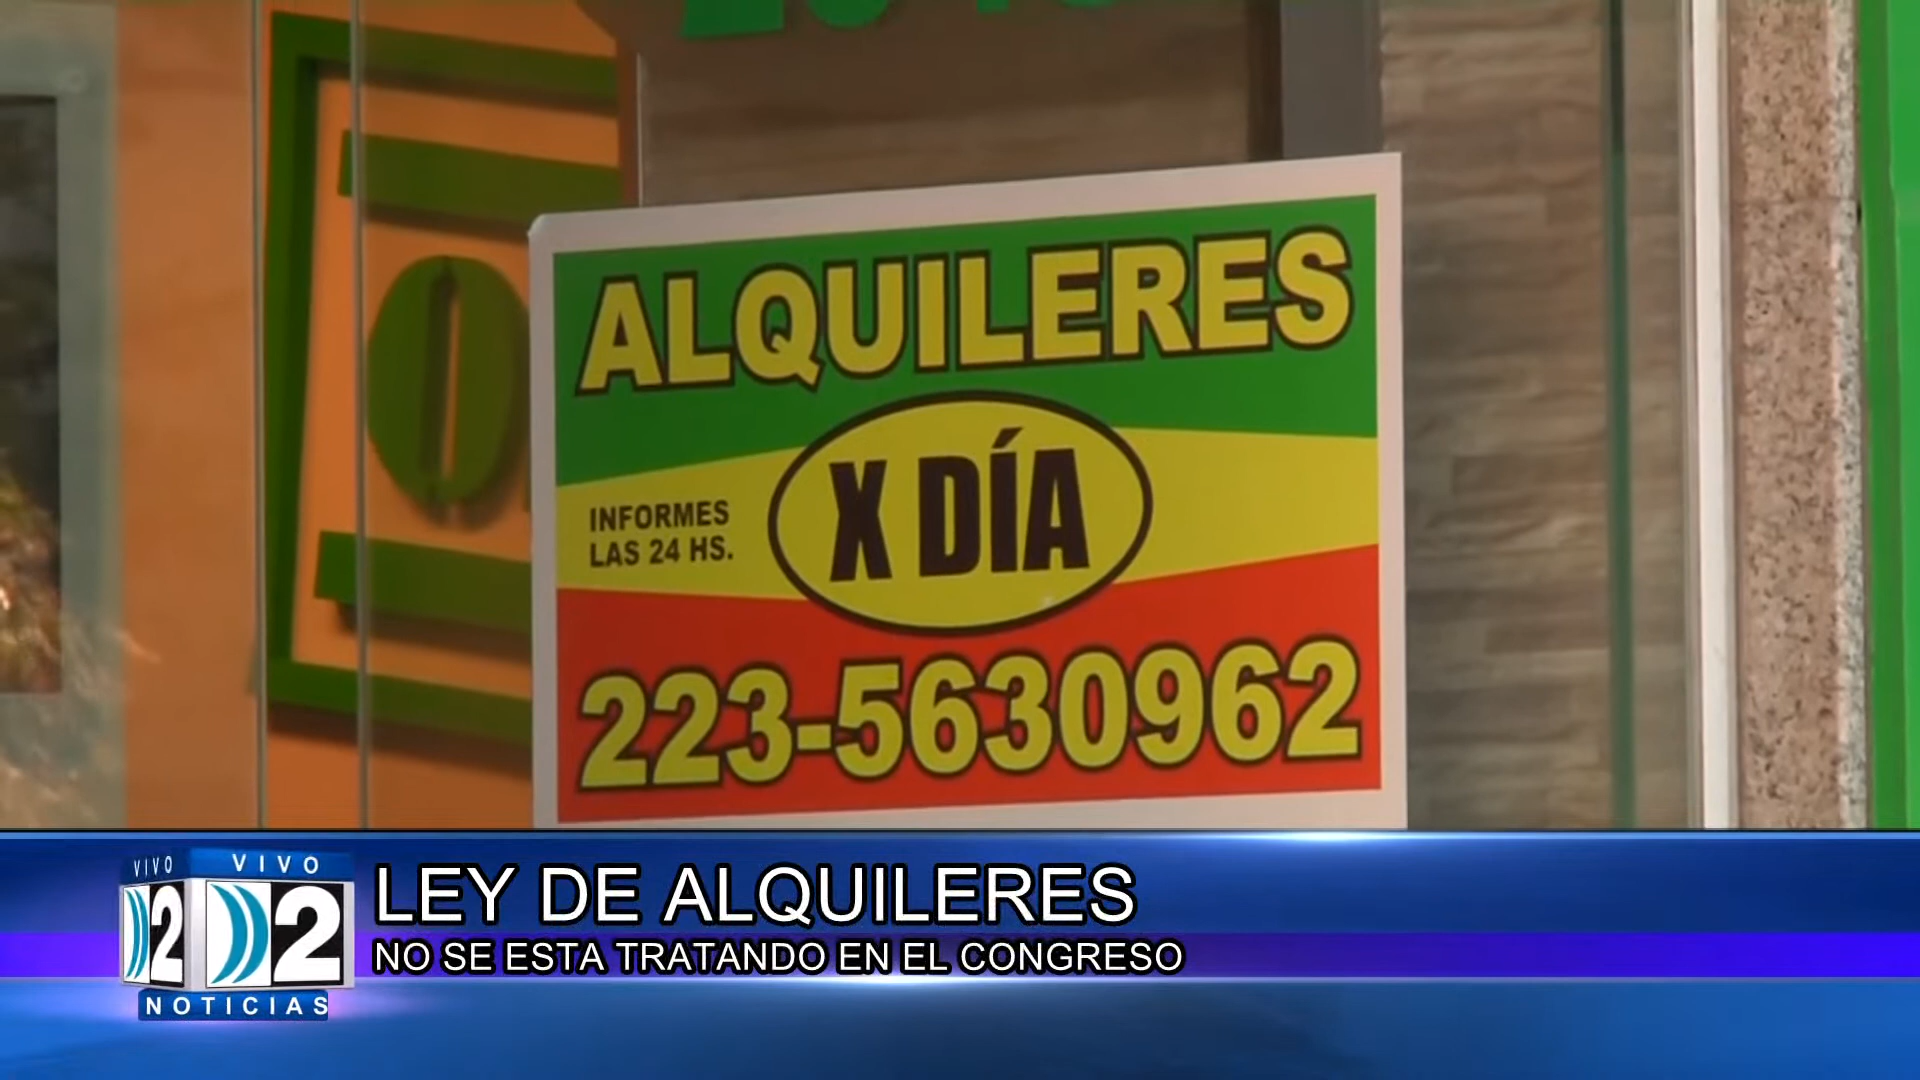 ALQUILERES
X DÍA
INFORMES
LAS 24 HS.
223-5630962
VIVO
VIVO
2
2
NOTICIAS
LEY DE ALQUILERES
NO SE ESTA TRATANDO EN EL CONGRESO